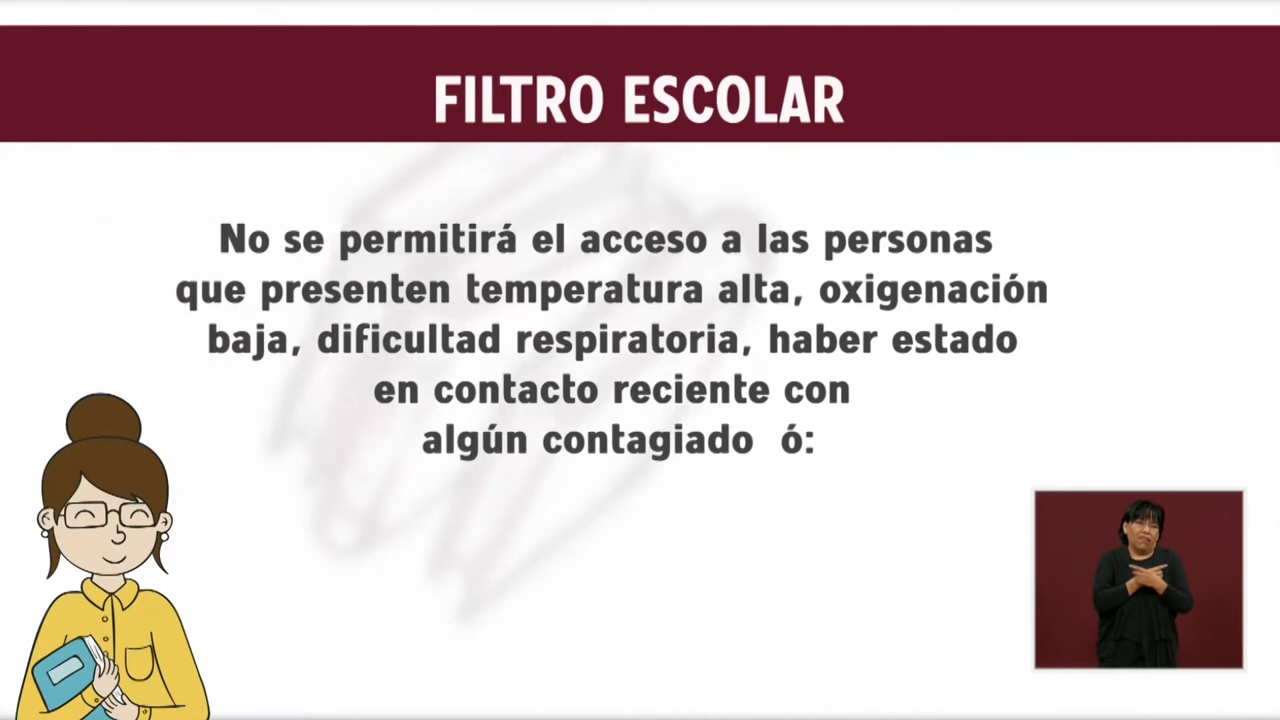 FILTRO ESCOLAR
No se permitirá el acceso a las personas
que presenten temperatura alta, oxigenación
baja, dificultad respiratoria, haber estado
en contacto reciente con
algún contagiado ó: